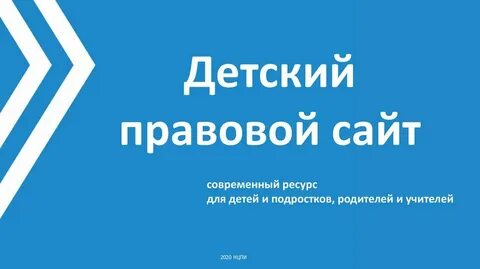 Детский
правовой сайт
современный ресурс
для детей и подростков, родителей и учителей
2020 НЦПИ